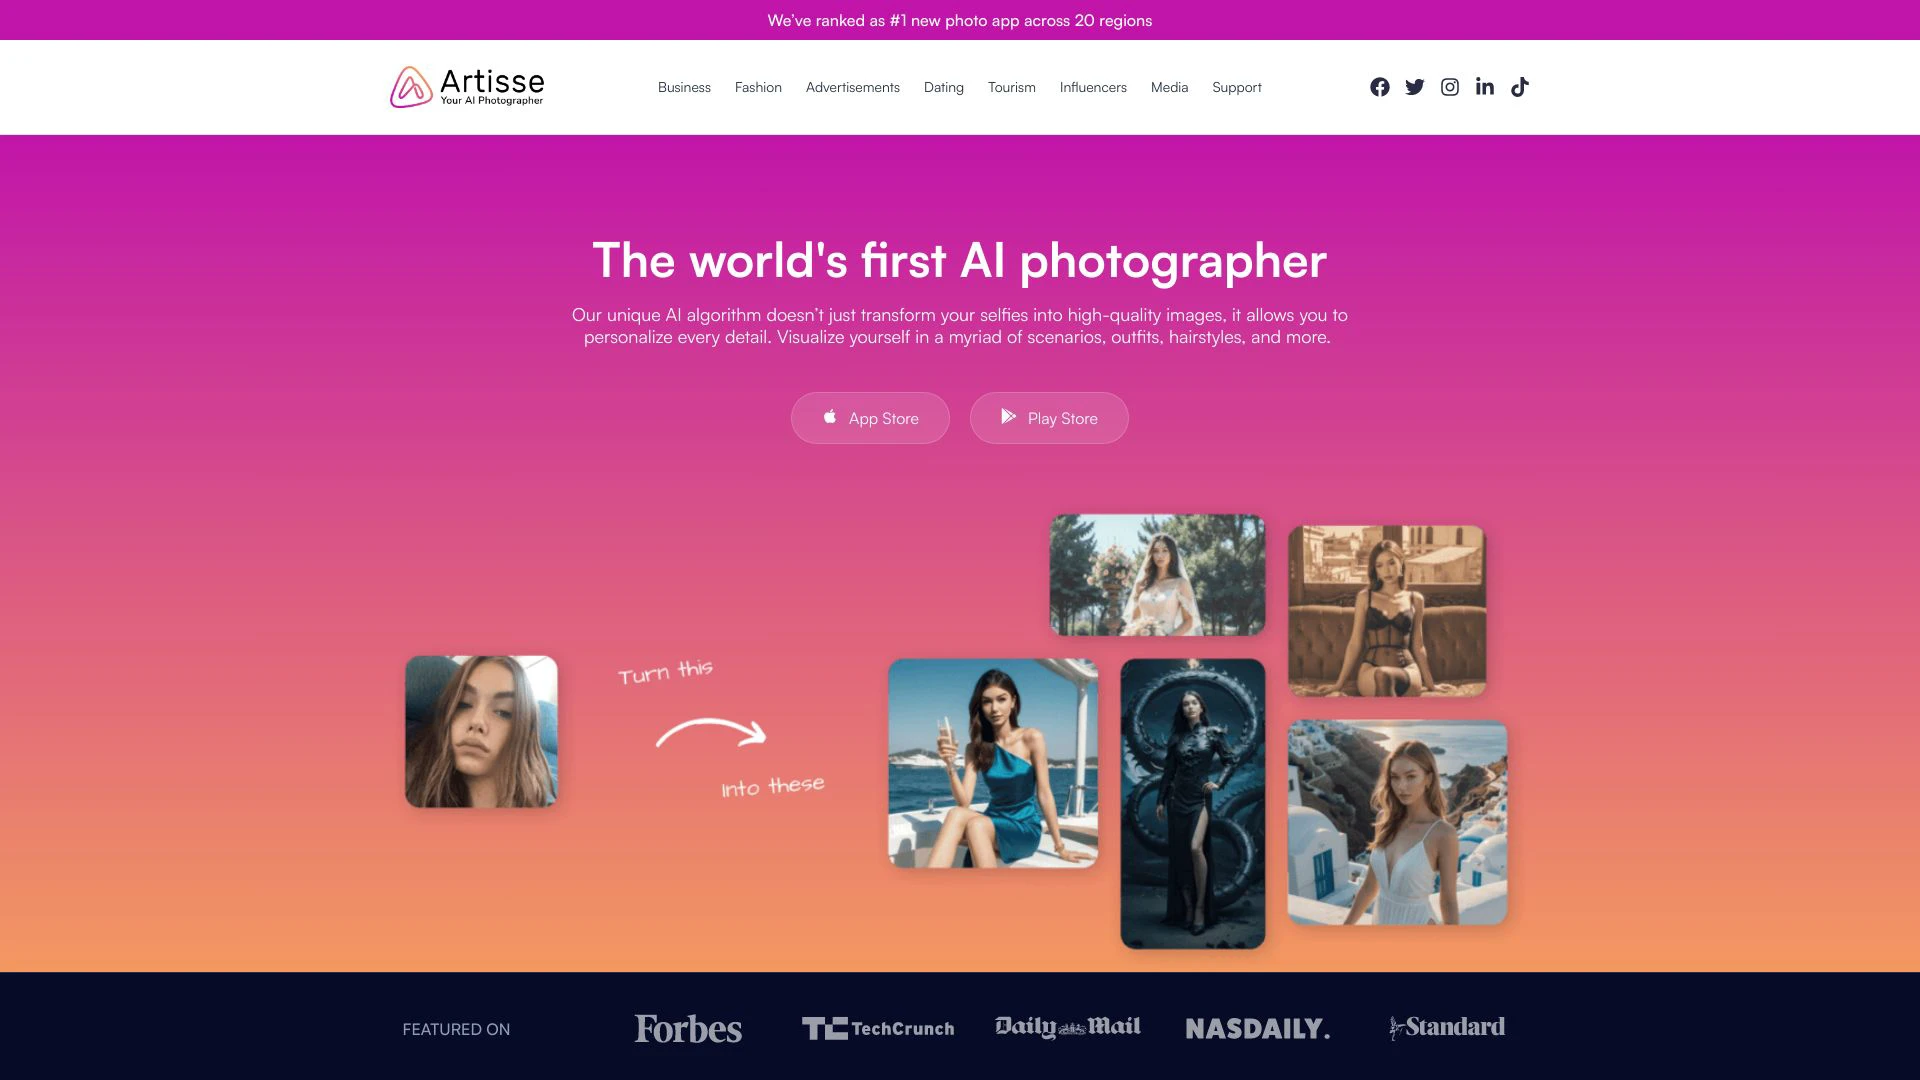 We've ranked as #1 new photo app across 20 regions
Artisse
Your AI Photographer
Business
Fashion
Advertisements
Dating
Tourism
Influencers
Media
Support
The world's first AI photographer
Our unique AI algorithm doesn’t just transform your selfies into high-quality images, it allows you to
personalize every detail. Visualize yourself in a myriad of scenarios, outfits, hairstyles, and more.
App Store
Play Store
Turn this
Into these
FEATURED ON
Forbes
TC TechCrunch
Daily Mail
NASDAILY.
Standard